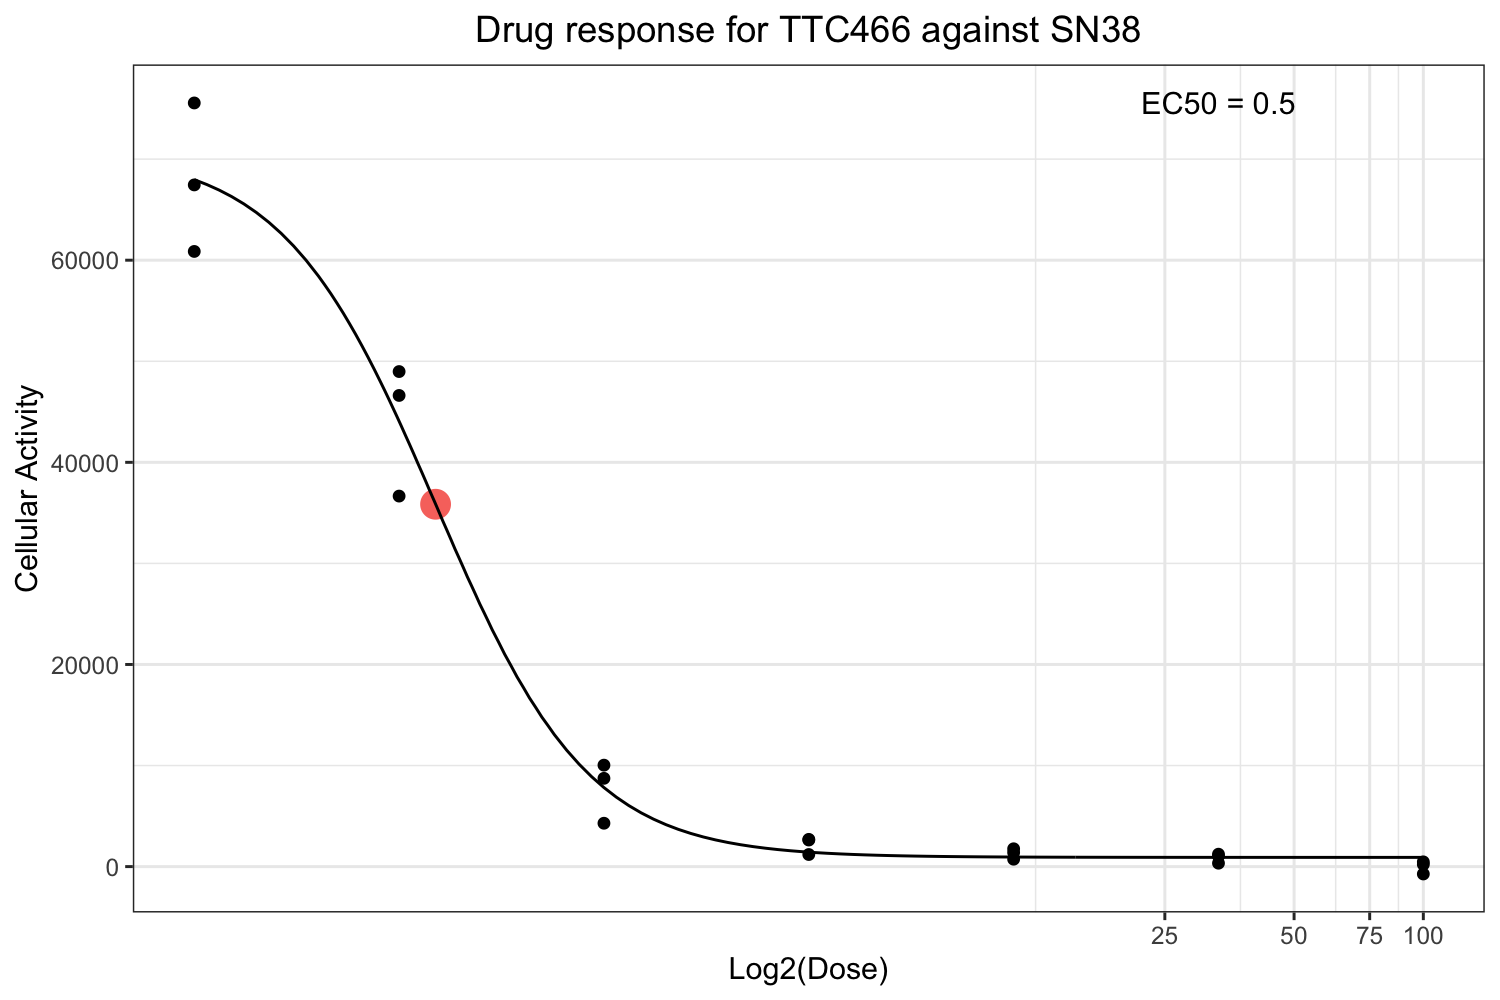 Drug response for TTC466 against SN38
EC50 = 0.5
Cellular Activity
60000
40000
20000
0
25 50 75 100
Log2(Dose)